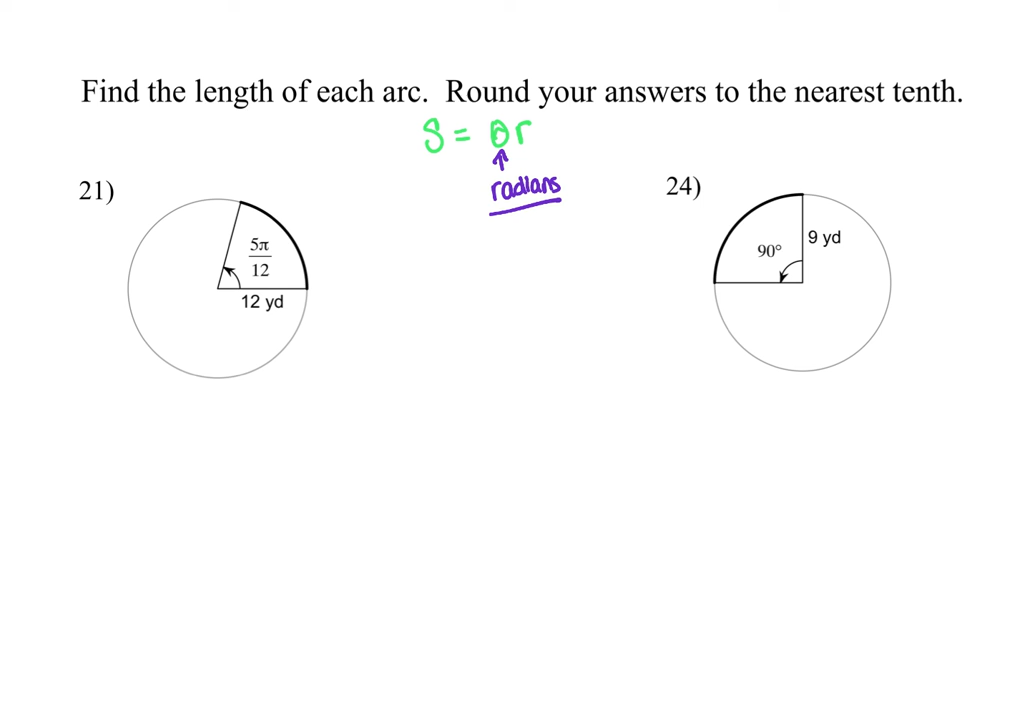 Find the length of each arc. Round your answers to the nearest tenth.
S = θr
↑
radians
21)
5π
12
12 yd
24)
90°
9 yd